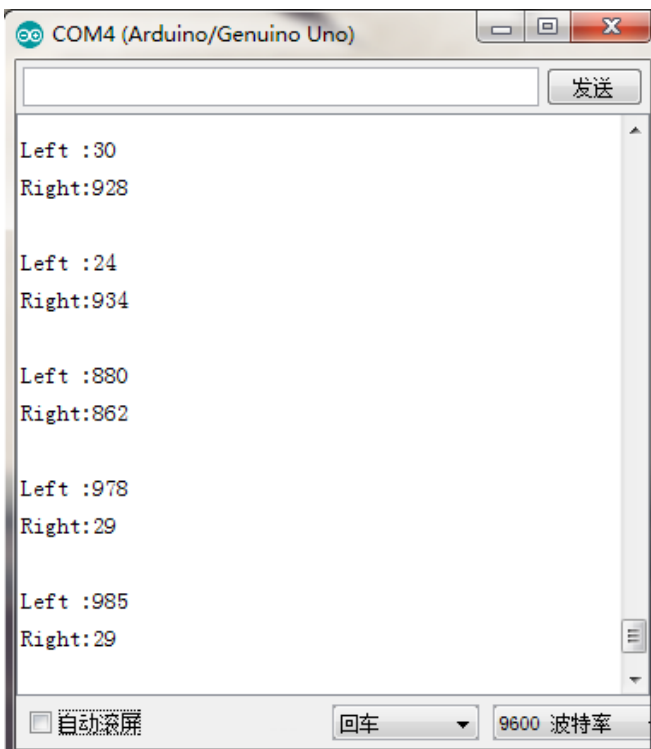 COM4 (Arduino/Genuino Uno)
发送
Left :30
Right:928
Left :24
Right:934
Left :880
Right:862
Left :978
Right:29
Left :985
Right:29
自动滚屏 回车 9600 波特率